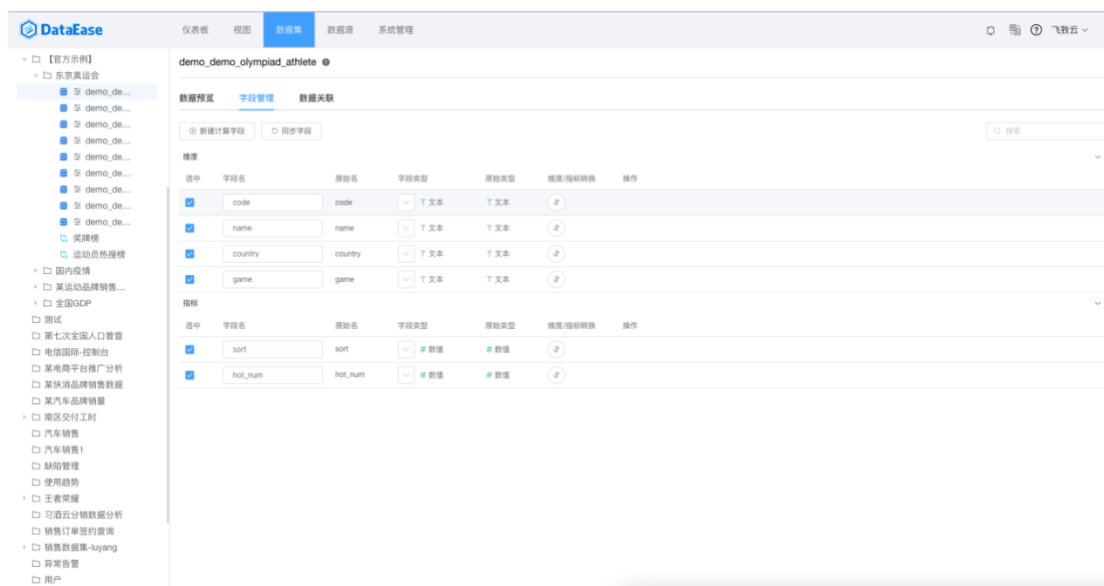 DataEase 仪表板 视图 数据集 数据源 系统管理 飞致云
【官方示例】
东京奥运会
demo_de...
demo_de...
demo_de...
demo_de...
demo_de...
demo_de...
demo_de...
demo_de...
demo_de...
奖牌榜
运动员热搜榜
国内疫情
某运动品牌销售...
全国GDP
测试
第七次全国人口普查
电信国际-控制台
某电商平台推广分析
某快消品牌销售数据
某汽车品牌销量
南区交付工时
汽车销售
汽车销售1
缺陷管理
使用趋势
王者荣耀
习酒云分销数据分析
销售订单签约查询
销售数据集-luyang
异常告警
用户
demo_demo_olympiad_athlete
数据预览 字段管理 数据关联
新建计算字段 同步字段 搜索
维度
选中 字段名 原始名 字段类型 原始类型 维度/指标转换 操作
code code T 文本 T 文本
name name T 文本 T 文本
country country T 文本 T 文本
game game T 文本 T 文本
指标
选中 字段名 原始名 字段类型 原始类型 维度/指标转换 操作
sort sort # 数值 # 数值
hot_num hot_num # 数值 # 数值